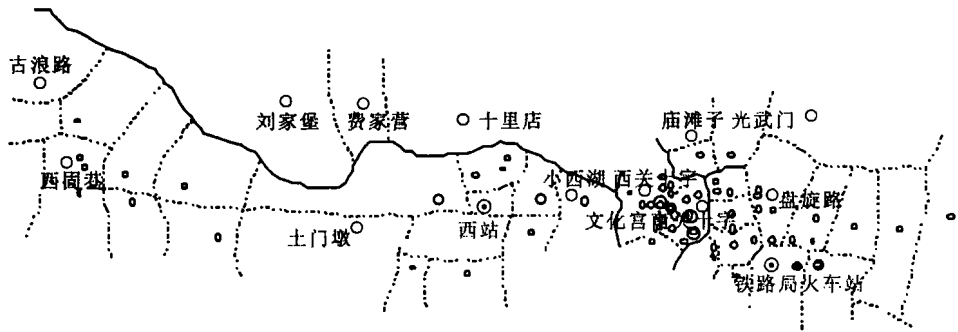 古浪路
刘家堡
费家营
十里店
庙滩子
光武门
西固巷
小西湖
西关十字
盘旋路
土门墩
西站
文化宫
南
十字
铁路局
火车站